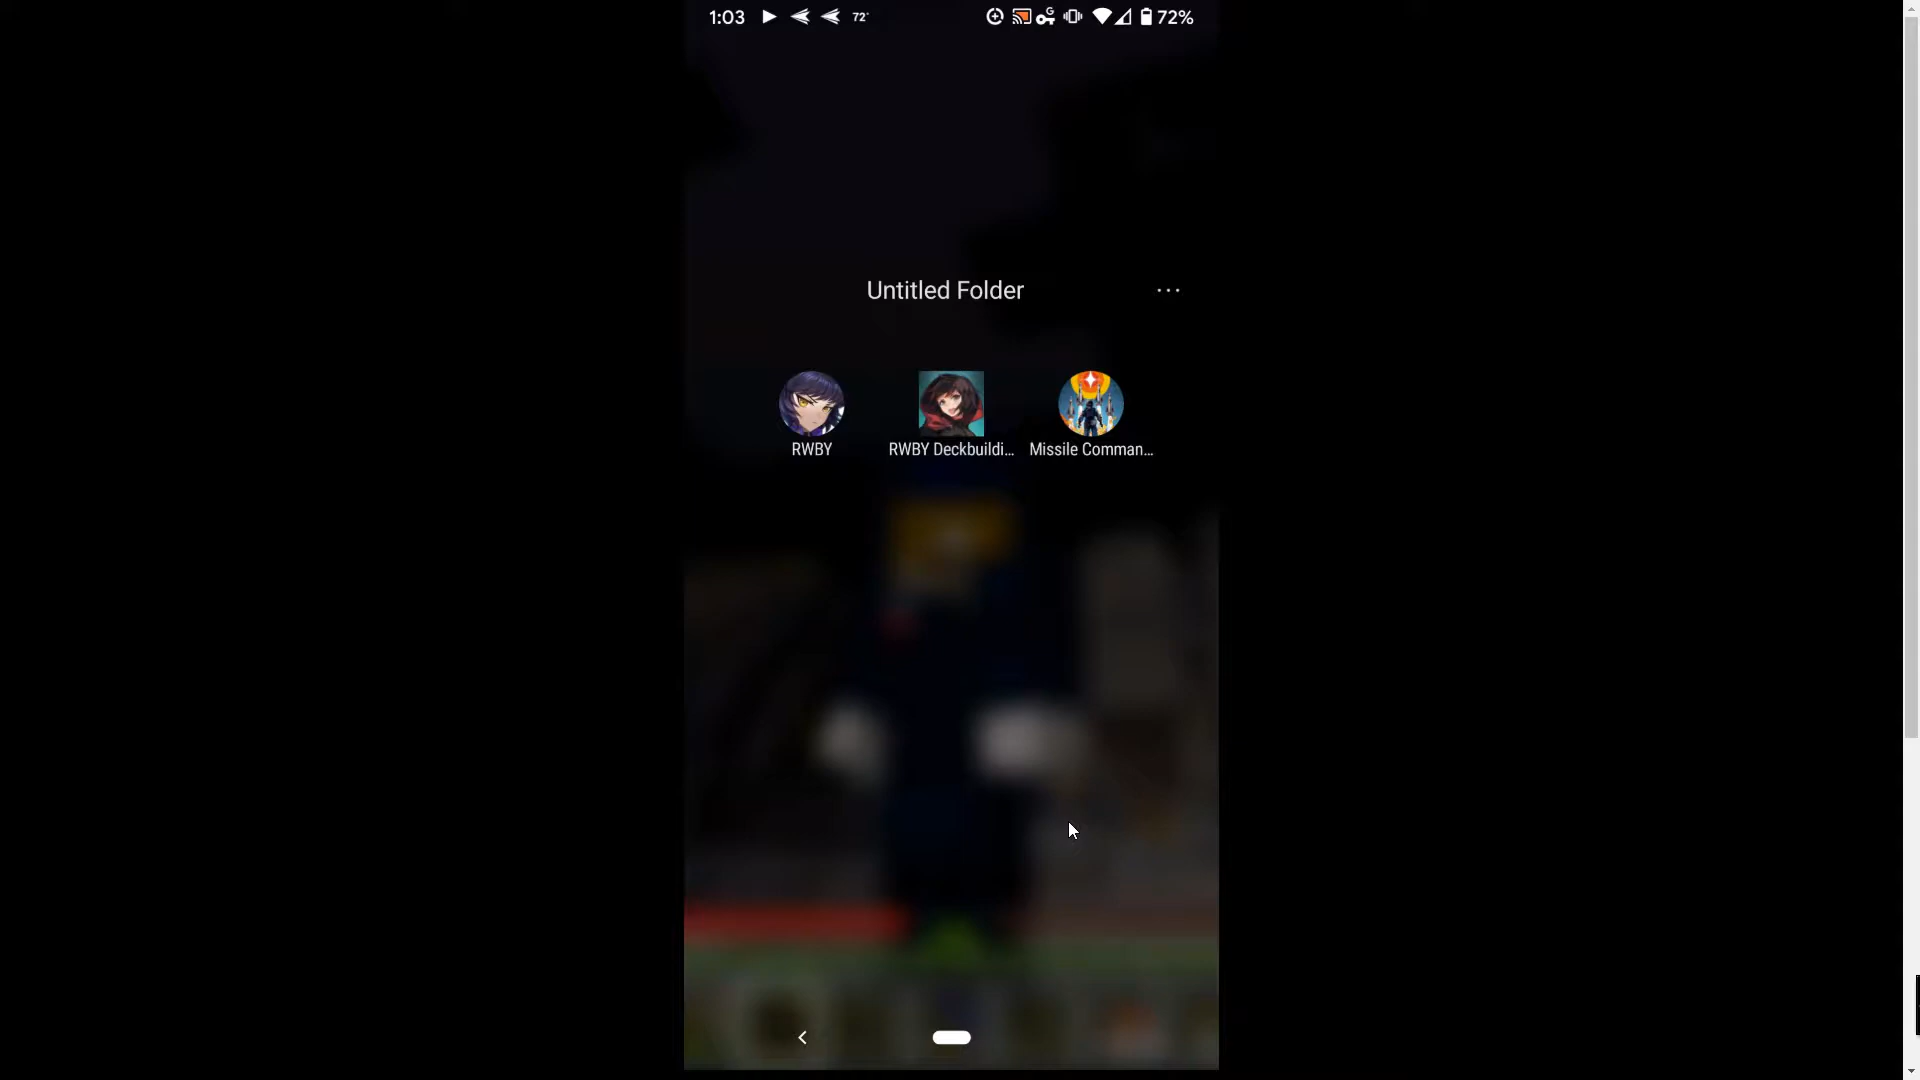 1:03 72° 72%
Untitled Folder ...
RWBY RWBY Deckbuildi... Missile Comman...